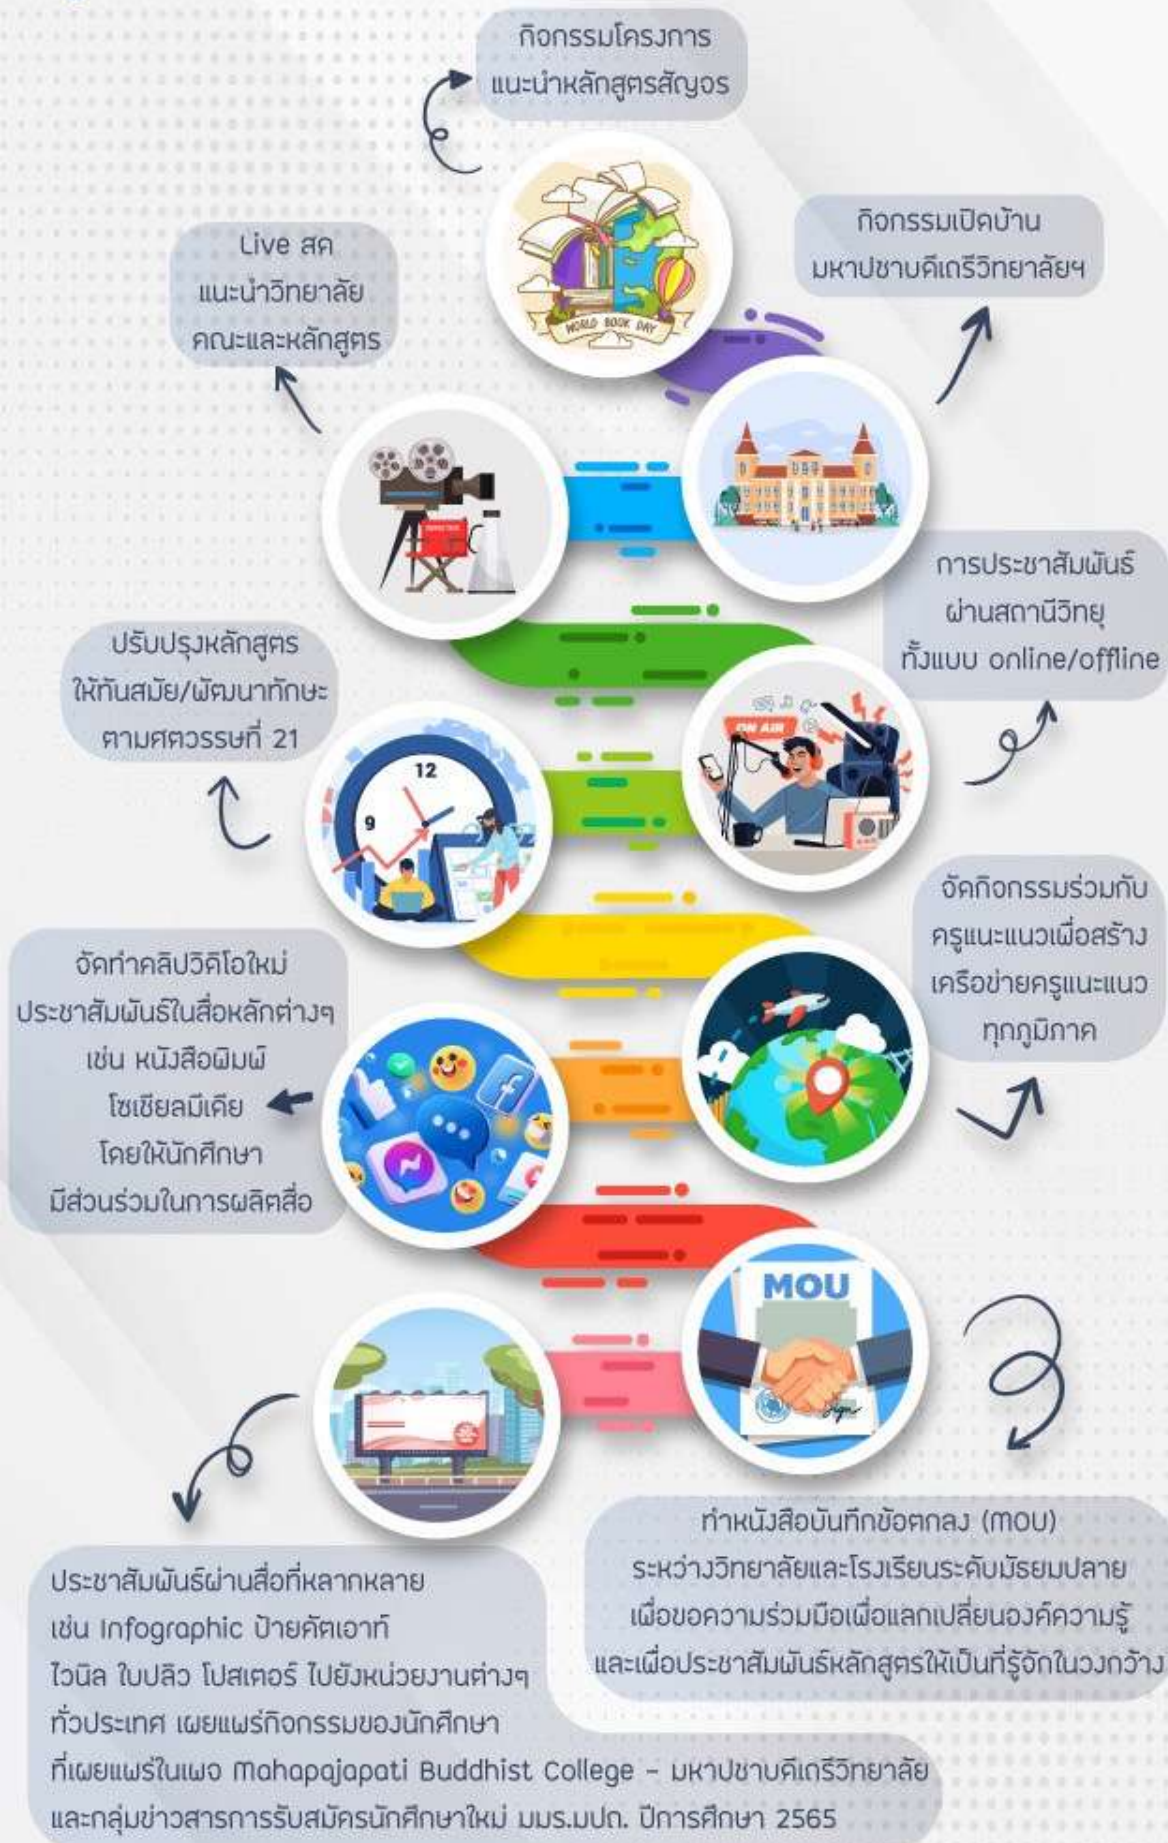 กิจกรรมโครงการ
แนะนำหลักสูตรสัญจร
WORLD BOOK DAY
กิจกรรมเปิดบ้าน
มหาปชาบดีเถรีวิทยาลัยฯ
Live สด
แนะนำวิทยาลัย
คณะและหลักสูตร
การประชาสัมพันธ์
ผ่านสถานีวิทยุ
ทั้งแบบ online/offline
ปรับปรุงหลักสูตร
ให้ทันสมัย/พัฒนาทักษะ
ตามศตวรรษที่ 21
ON AIR
12
9
จัดกิจกรรมร่วมกับ
ครูแนะแนวเพื่อสร้าง
เครือข่ายครูแนะแนว
ทุกภูมิภาค
จัดทำคลิปวิดีโอใหม่
ประชาสัมพันธ์ในสื่อหลักต่างๆ
เช่น หนังสือพิมพ์
โซเชียลมีเดีย
โดยให้นักศึกษา
มีส่วนร่วมในการผลิตสื่อ
MOU
Sign
ทำหนังสือบันทึกข้อตกลง (MOU)
ระหว่างวิทยาลัยและโรงเรียนระดับมัธยมปลาย
เพื่อขอความร่วมมือเพื่อแลกเปลี่ยนองค์ความรู้
และเพื่อประชาสัมพันธ์หลักสูตรให้เป็นที่รู้จักในวงกว้าง
ประชาสัมพันธ์ผ่านสื่อที่หลากหลาย
เช่น Infographic ป้ายคัตเอาท์
ไวนิล ใบปลิว โปสเตอร์ ไปยังหน่วยงานต่างๆ
ทั่วประเทศ เผยแพร่กิจกรรมของนักศึกษา
ที่เผยแพร่ในเพจ Mahapajapati Buddhist College - มหาปชาบดีเถรีวิทยาลัย
และกลุ่มข่าวสารการรับสมัครนักศึกษาใหม่ มมร.มปถ. ปีการศึกษา 2565